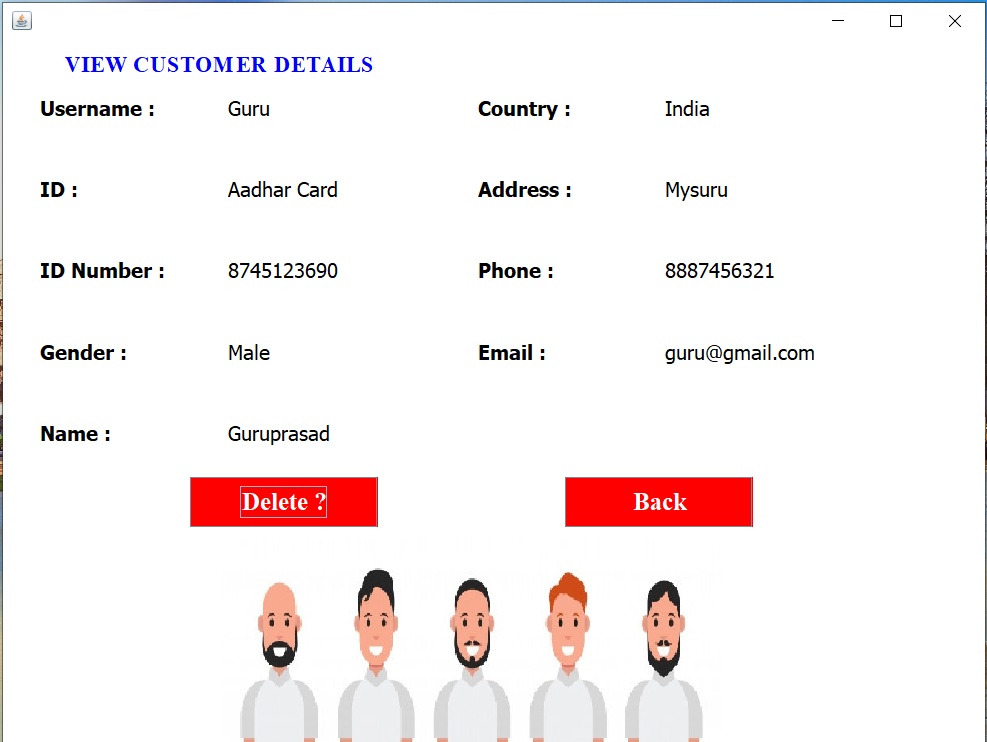 VIEW CUSTOMER DETAILS
Username : Guru Country : India
ID : Aadhar Card Address : Mysuru
ID Number : 8745123690 Phone : 8887456321
Gender : Male Email : guru@gmail.com
Name : Guruprasad
Delete ? Back